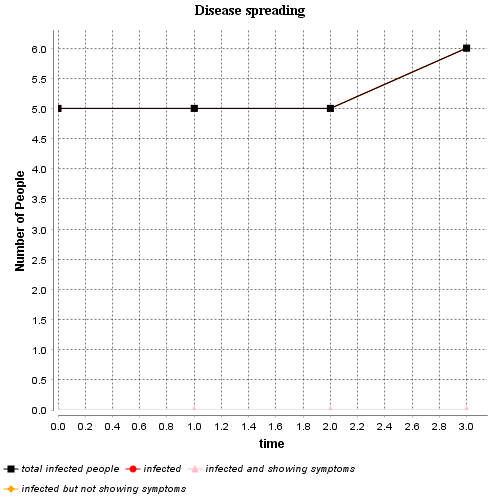 Disease spreading
Number of People
6.0
5.5
5.0
4.5
4.0
3.5
3.0
2.5
2.0
1.5
1.0
0.5
0.0
0.0 0.2 0.4 0.6 0.8 1.0 1.2 1.4 1.6 1.8 2.0 2.2 2.4 2.6 2.8 3.0
time
total infected people infected infected and showing symptoms
infected but not showing symptoms